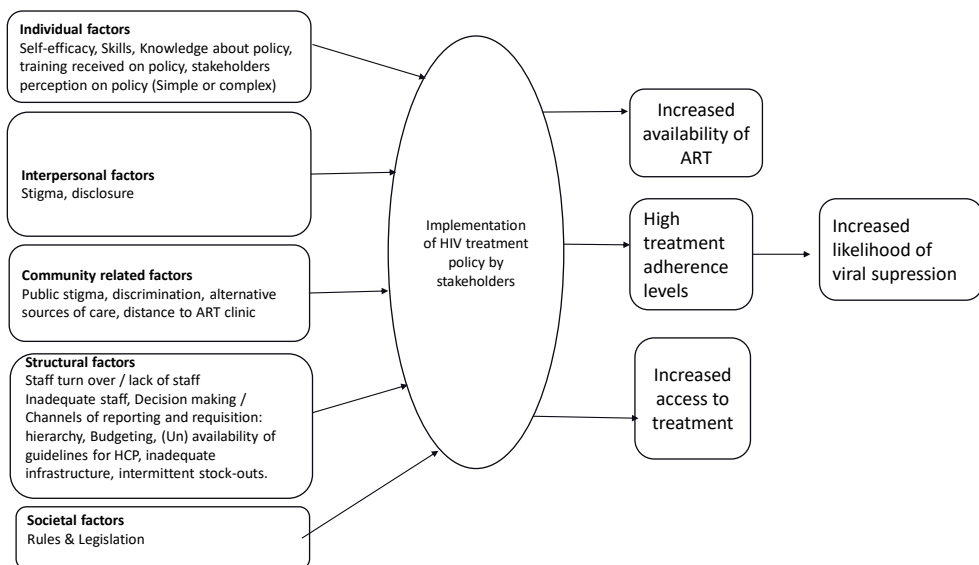 Individual factors
Self-efficacy, Skills, Knowledge about policy,
training received on policy, stakeholders
perception on policy (Simple or complex)
Interpersonal factors
Stigma, disclosure
Community related factors
Public stigma, discrimination, alternative
sources of care, distance to ART clinic
Structural factors
Staff turn over / lack of staff
Inadequate staff, Decision making /
Channels of reporting and requisition:
hierarchy, Budgeting, (Un) availability of
guidelines for HCP, inadequate
infrastructure, intermittent stock-outs.
Societal factors
Rules & Legislation
Implementation
of HIV treatment
policy by
stakeholders
Increased
availability of
ART
High
treatment
adherence
levels
Increased
access to
treatment
Increased
likelihood of
viral supression